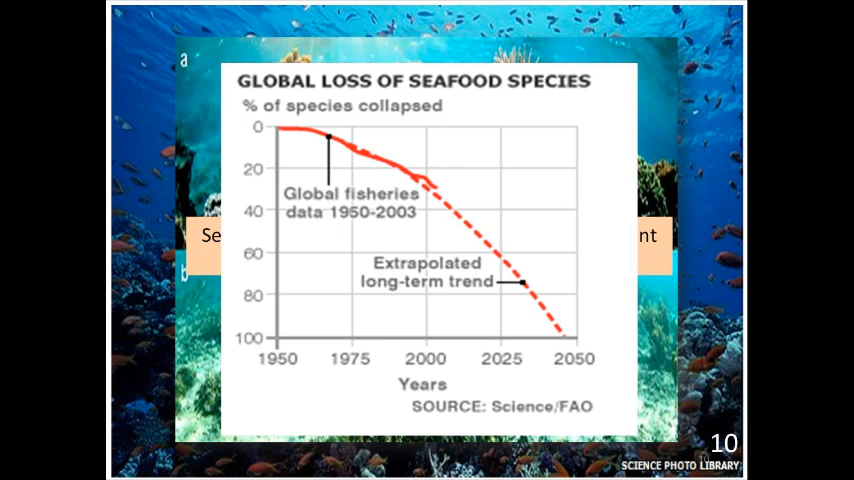 a
GLOBAL LOSS OF SEAFOOD SPECIES
% of species collapsed
0
20
40
60
80
100
Global fisheries
data 1950-2003
Extrapolated
long-term trend
1950 1975 2000 2025 2050
Years
SOURCE: Science/FAO
Se
nt
b
10
SCIENCE PHOTO LIBRARY